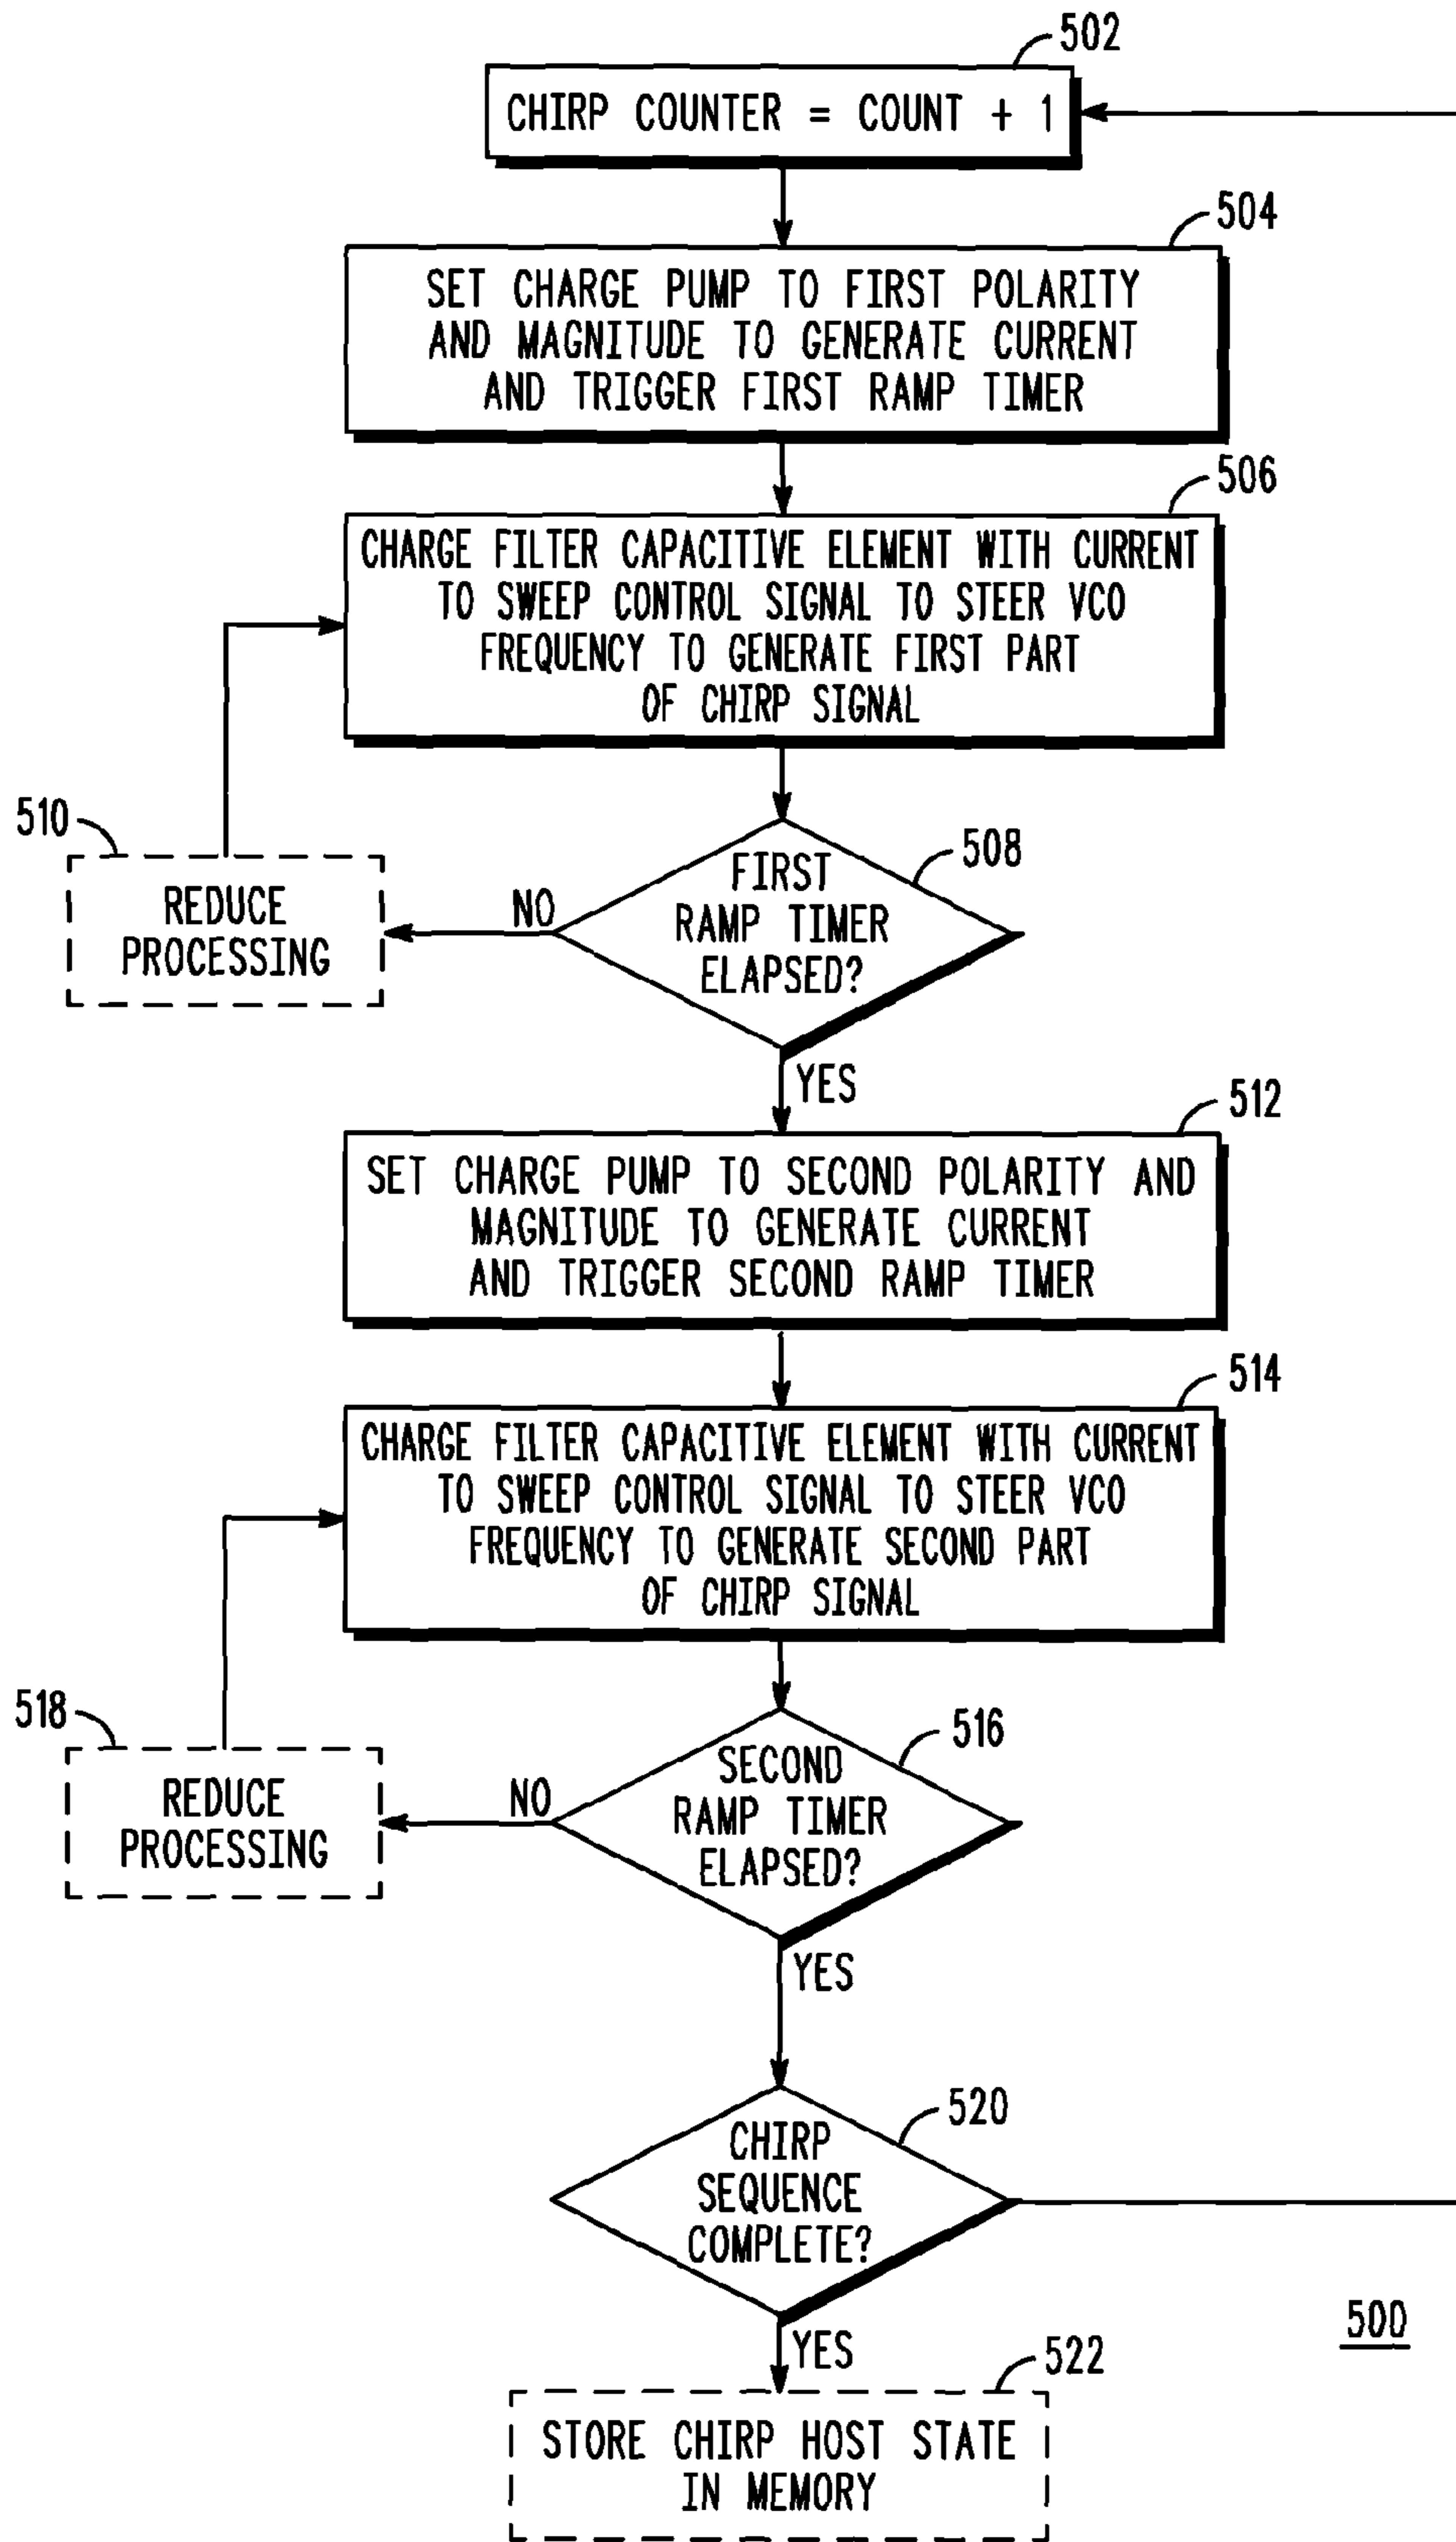 502
CHIRP COUNTER = COUNT + 1
504
SET CHARGE PUMP TO FIRST POLARITY
AND MAGNITUDE TO GENERATE CURRENT
AND TRIGGER FIRST RAMP TIMER
506
CHARGE FILTER CAPACITIVE ELEMENT WITH CURRENT
TO SWEEP CONTROL SIGNAL TO STEER VCO
FREQUENCY TO GENERATE FIRST PART
OF CHIRP SIGNAL
510
REDUCE
PROCESSING
NO
508
FIRST
RAMP TIMER
ELAPSED?
YES
512
SET CHARGE PUMP TO SECOND POLARITY AND
MAGNITUDE TO GENERATE CURRENT
AND TRIGGER SECOND RAMP TIMER
514
CHARGE FILTER CAPACITIVE ELEMENT WITH CURRENT
TO SWEEP CONTROL SIGNAL TO STEER VCO
FREQUENCY TO GENERATE SECOND PART
OF CHIRP SIGNAL
518
REDUCE
PROCESSING
NO
516
SECOND
RAMP TIMER
ELAPSED?
YES
520
CHIRP
SEQUENCE
COMPLETE?
500
YES
522
STORE CHIRP HOST STATE
IN MEMORY